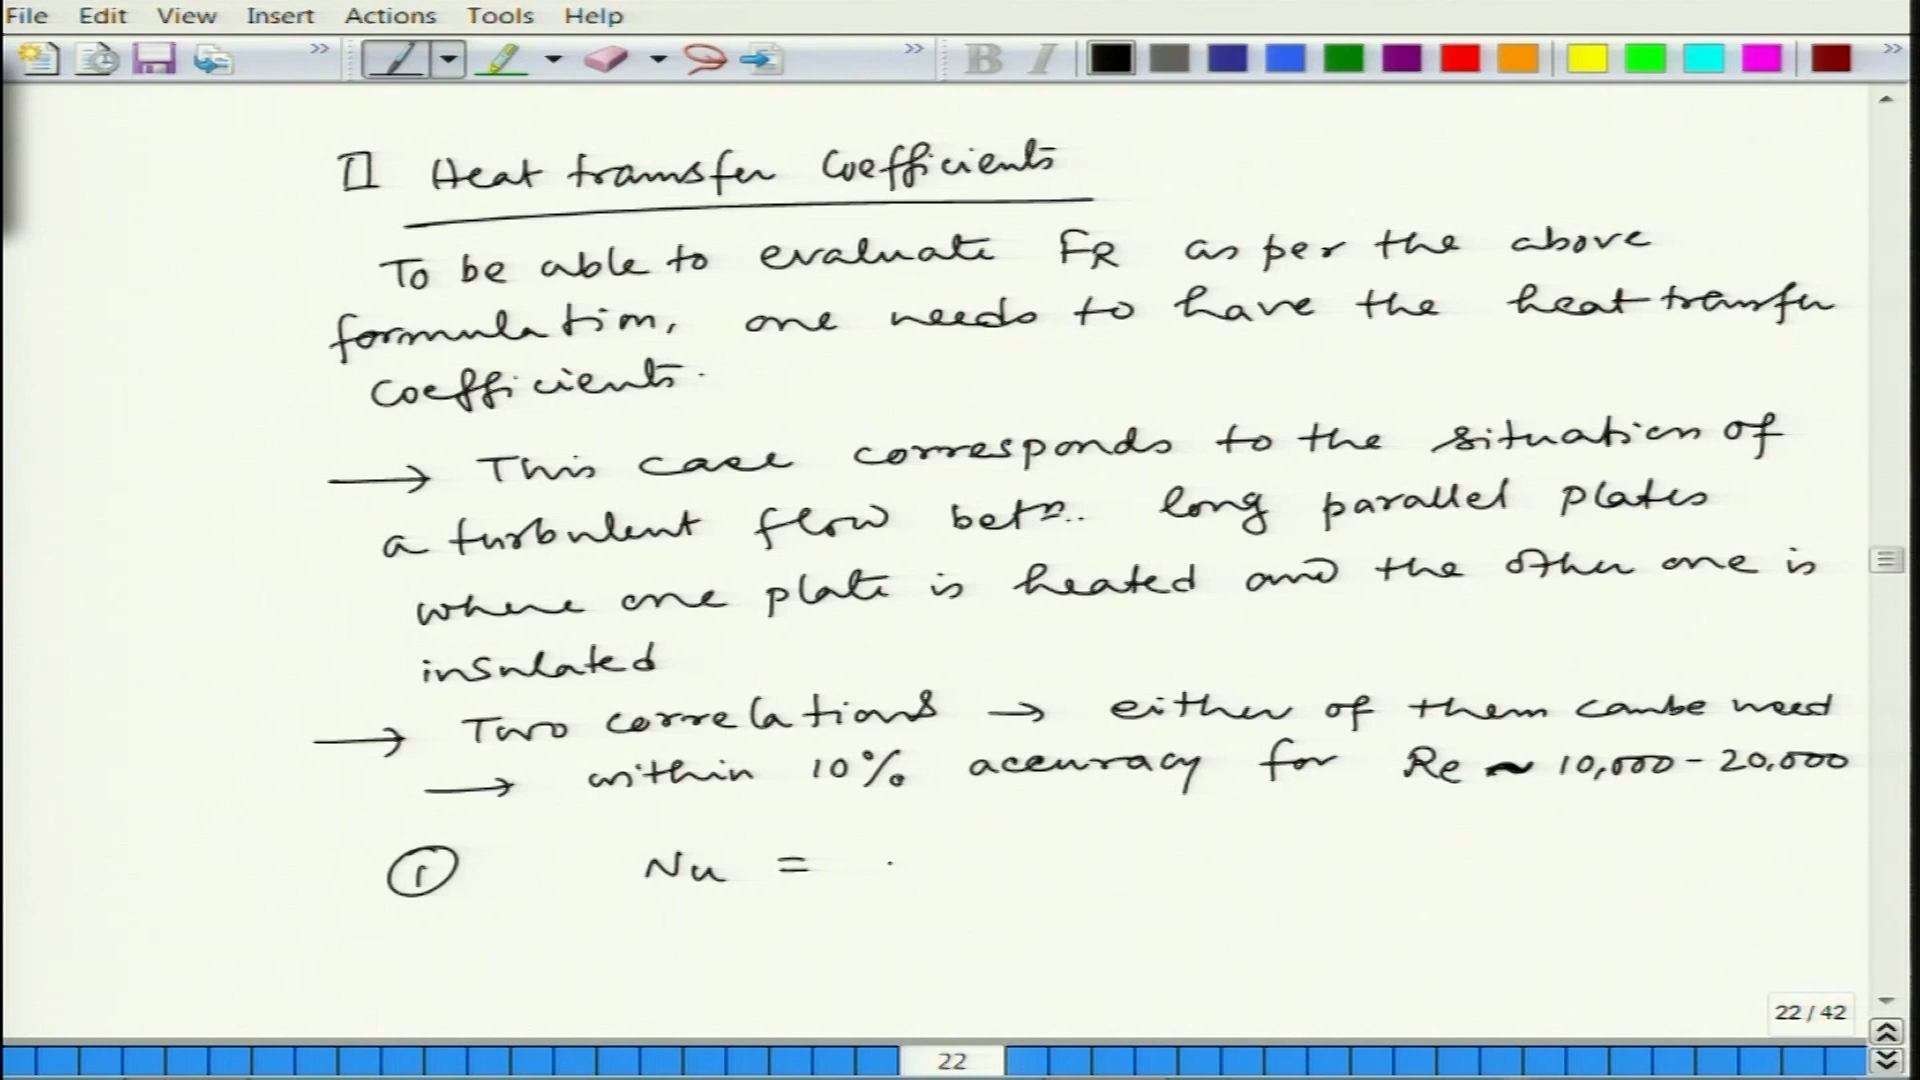 File Edit View Insert Actions Tools Help
II Heat transfer Coefficients
To be able to evaluate FR as per the above
formulation, one needs to have the heat transfer
coefficients.
→ This case corresponds to the situation of
a turbulent flow betn. long parallel plates
where one plate is heated and the other one is
insulated
→ Two correlations → either of them can be used
→ within 10% accuracy for Re ~ 10,000 - 20,000
① Nu =
22 / 42
22